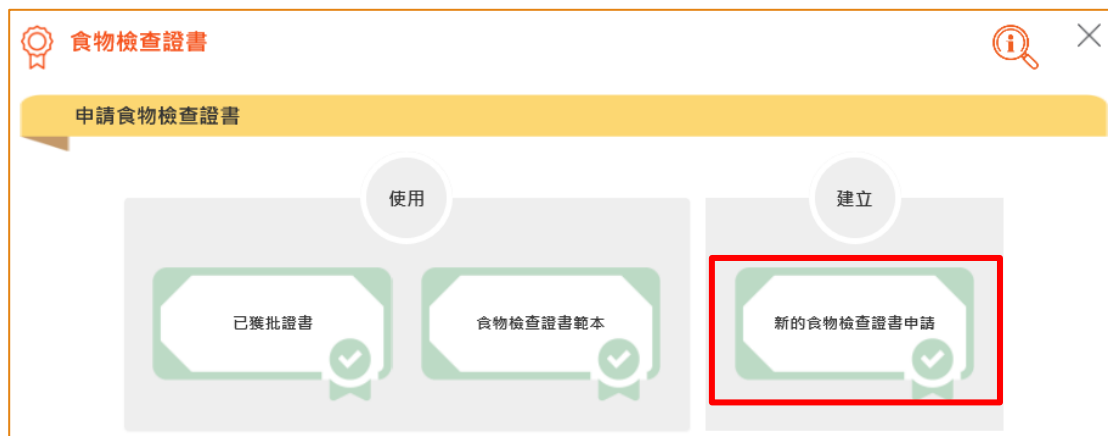 食物檢查證書
申請食物檢查證書
使用
建立
已獲批證書
食物檢查證書範本
新的食物檢查證書申請